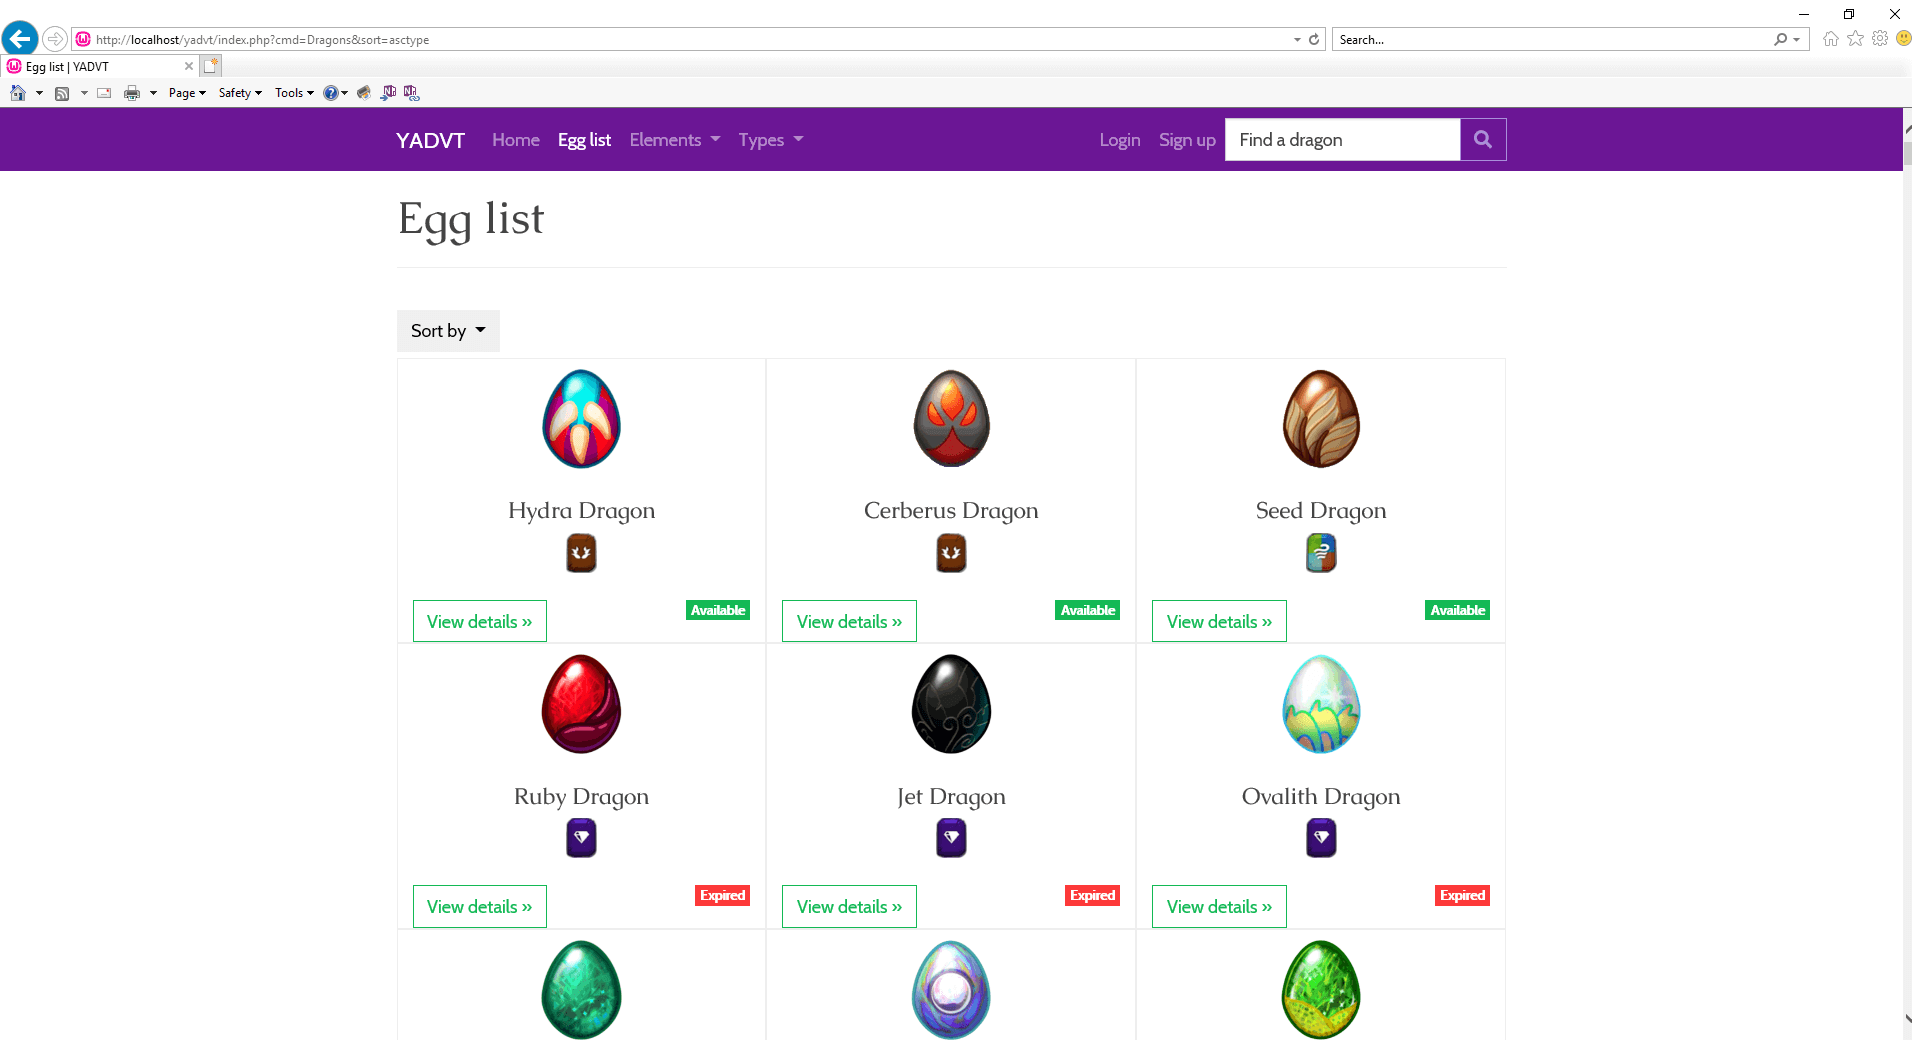 http://localhost/yadvt/index.php?cmd=Dragons&sort=asctype
Search...
Egg list | YADVT
Page Safety Tools
YADVT Home Egg list Elements Types Login Sign up Find a dragon
Egg list
Sort by
Hydra Dragon Cerberus Dragon Seed Dragon
View details » Available View details » Available View details » Available
Ruby Dragon Jet Dragon Ovalith Dragon
View details » Expired View details » Expired View details » Expired